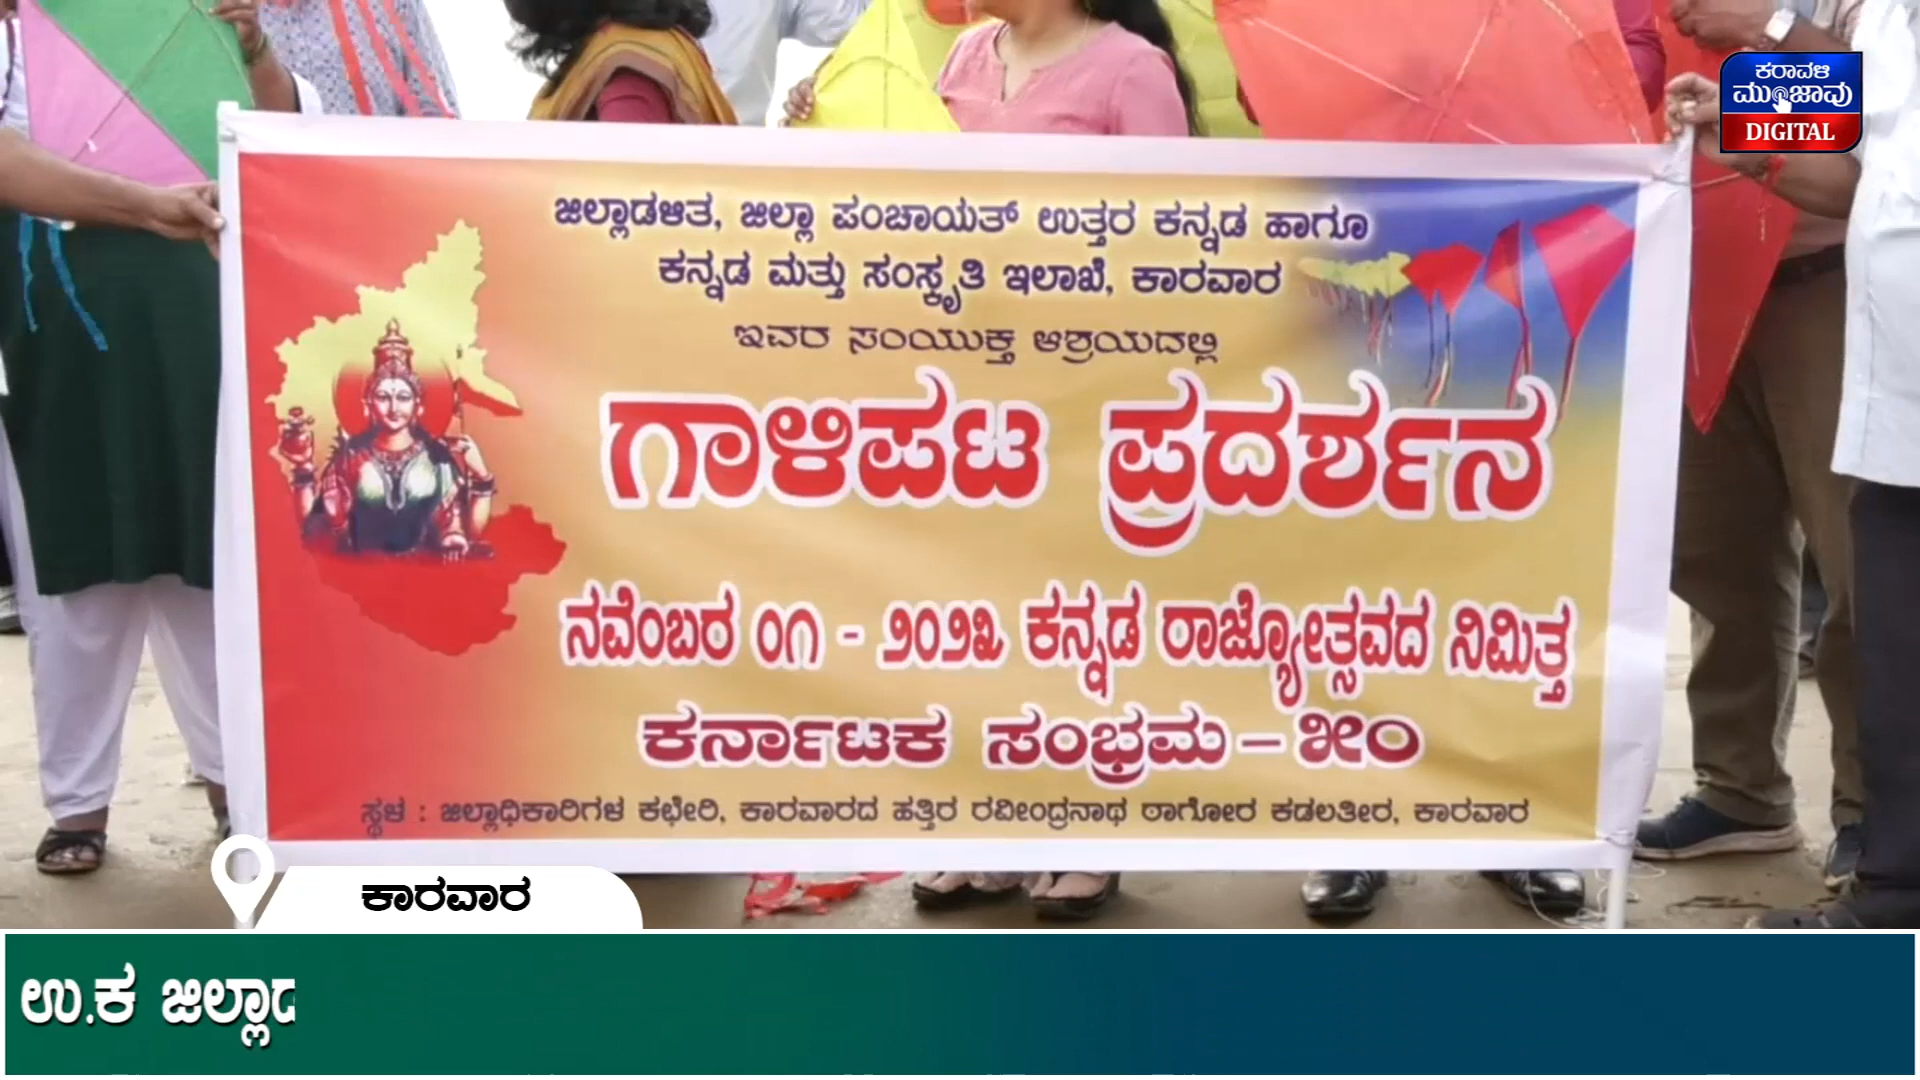 ಕರಾವಳಿ
ಮುಂಜಾವು
DIGITAL
ಜಿಲ್ಲಾಡಳಿತ, ಜಿಲ್ಲಾ ಪಂಚಾಯತ್ ಉತ್ತರ ಕನ್ನಡ ಹಾಗೂ
ಕನ್ನಡ ಮತ್ತು ಸಂಸ್ಕೃತಿ ಇಲಾಖೆ, ಕಾರವಾರ
ಇವರ ಸಂಯುಕ್ತ ಆಶ್ರಯದಲ್ಲಿ
ಗಾಳಿಪಟ ಪ್ರದರ್ಶನ
ನವೆಂಬರ ೦೧ - ೨೦೨೩ ಕನ್ನಡ ರಾಜ್ಯೋತ್ಸವದ ನಿಮಿತ್ತ
ಕರ್ನಾಟಕ ಸಂಭ್ರಮ – ೫೦
ಸ್ಥಳ : ಜಿಲ್ಲಾಧಿಕಾರಿಗಳ ಕಛೇರಿ, ಕಾರವಾರದ ಹತ್ತಿರ ರವೀಂದ್ರನಾಥ ಠಾಗೋರ ಕಡಲತೀರ, ಕಾರವಾರ
ಕಾರವಾರ
ಉ.ಕ ಜಿಲ್ಲಾಡ